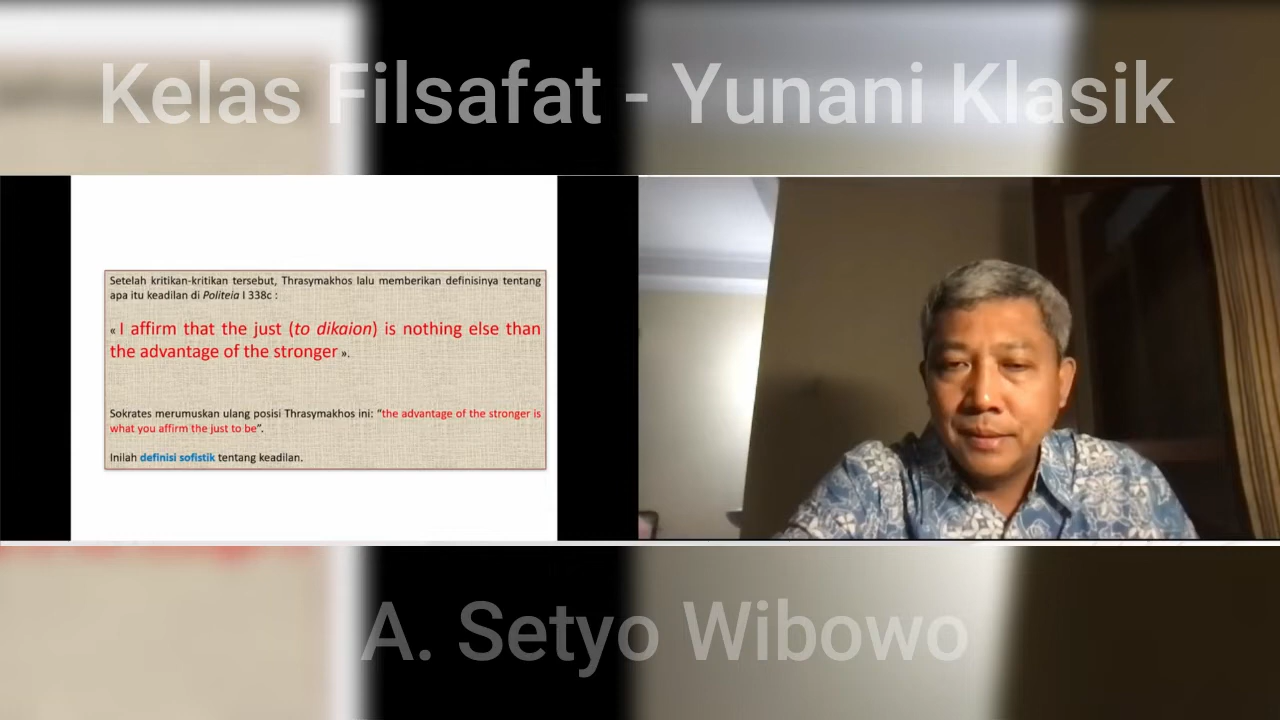 Kelas Filsafat - Yunani Klasik
Setelah kritikan-kritikan tersebut, Thrasymakhos lalu memberikan definisinya tentang
apa itu keadilan di Politeia I 338c :
« I affirm that the just (to dikaion) is nothing else than
the advantage of the stronger ».
Sokrates merumuskan ulang posisi Thrasymakhos ini: “the advantage of the stronger is
what you affirm the just to be”.
Inilah definisi sofistik tentang keadilan.
A. Setyo Wibowo